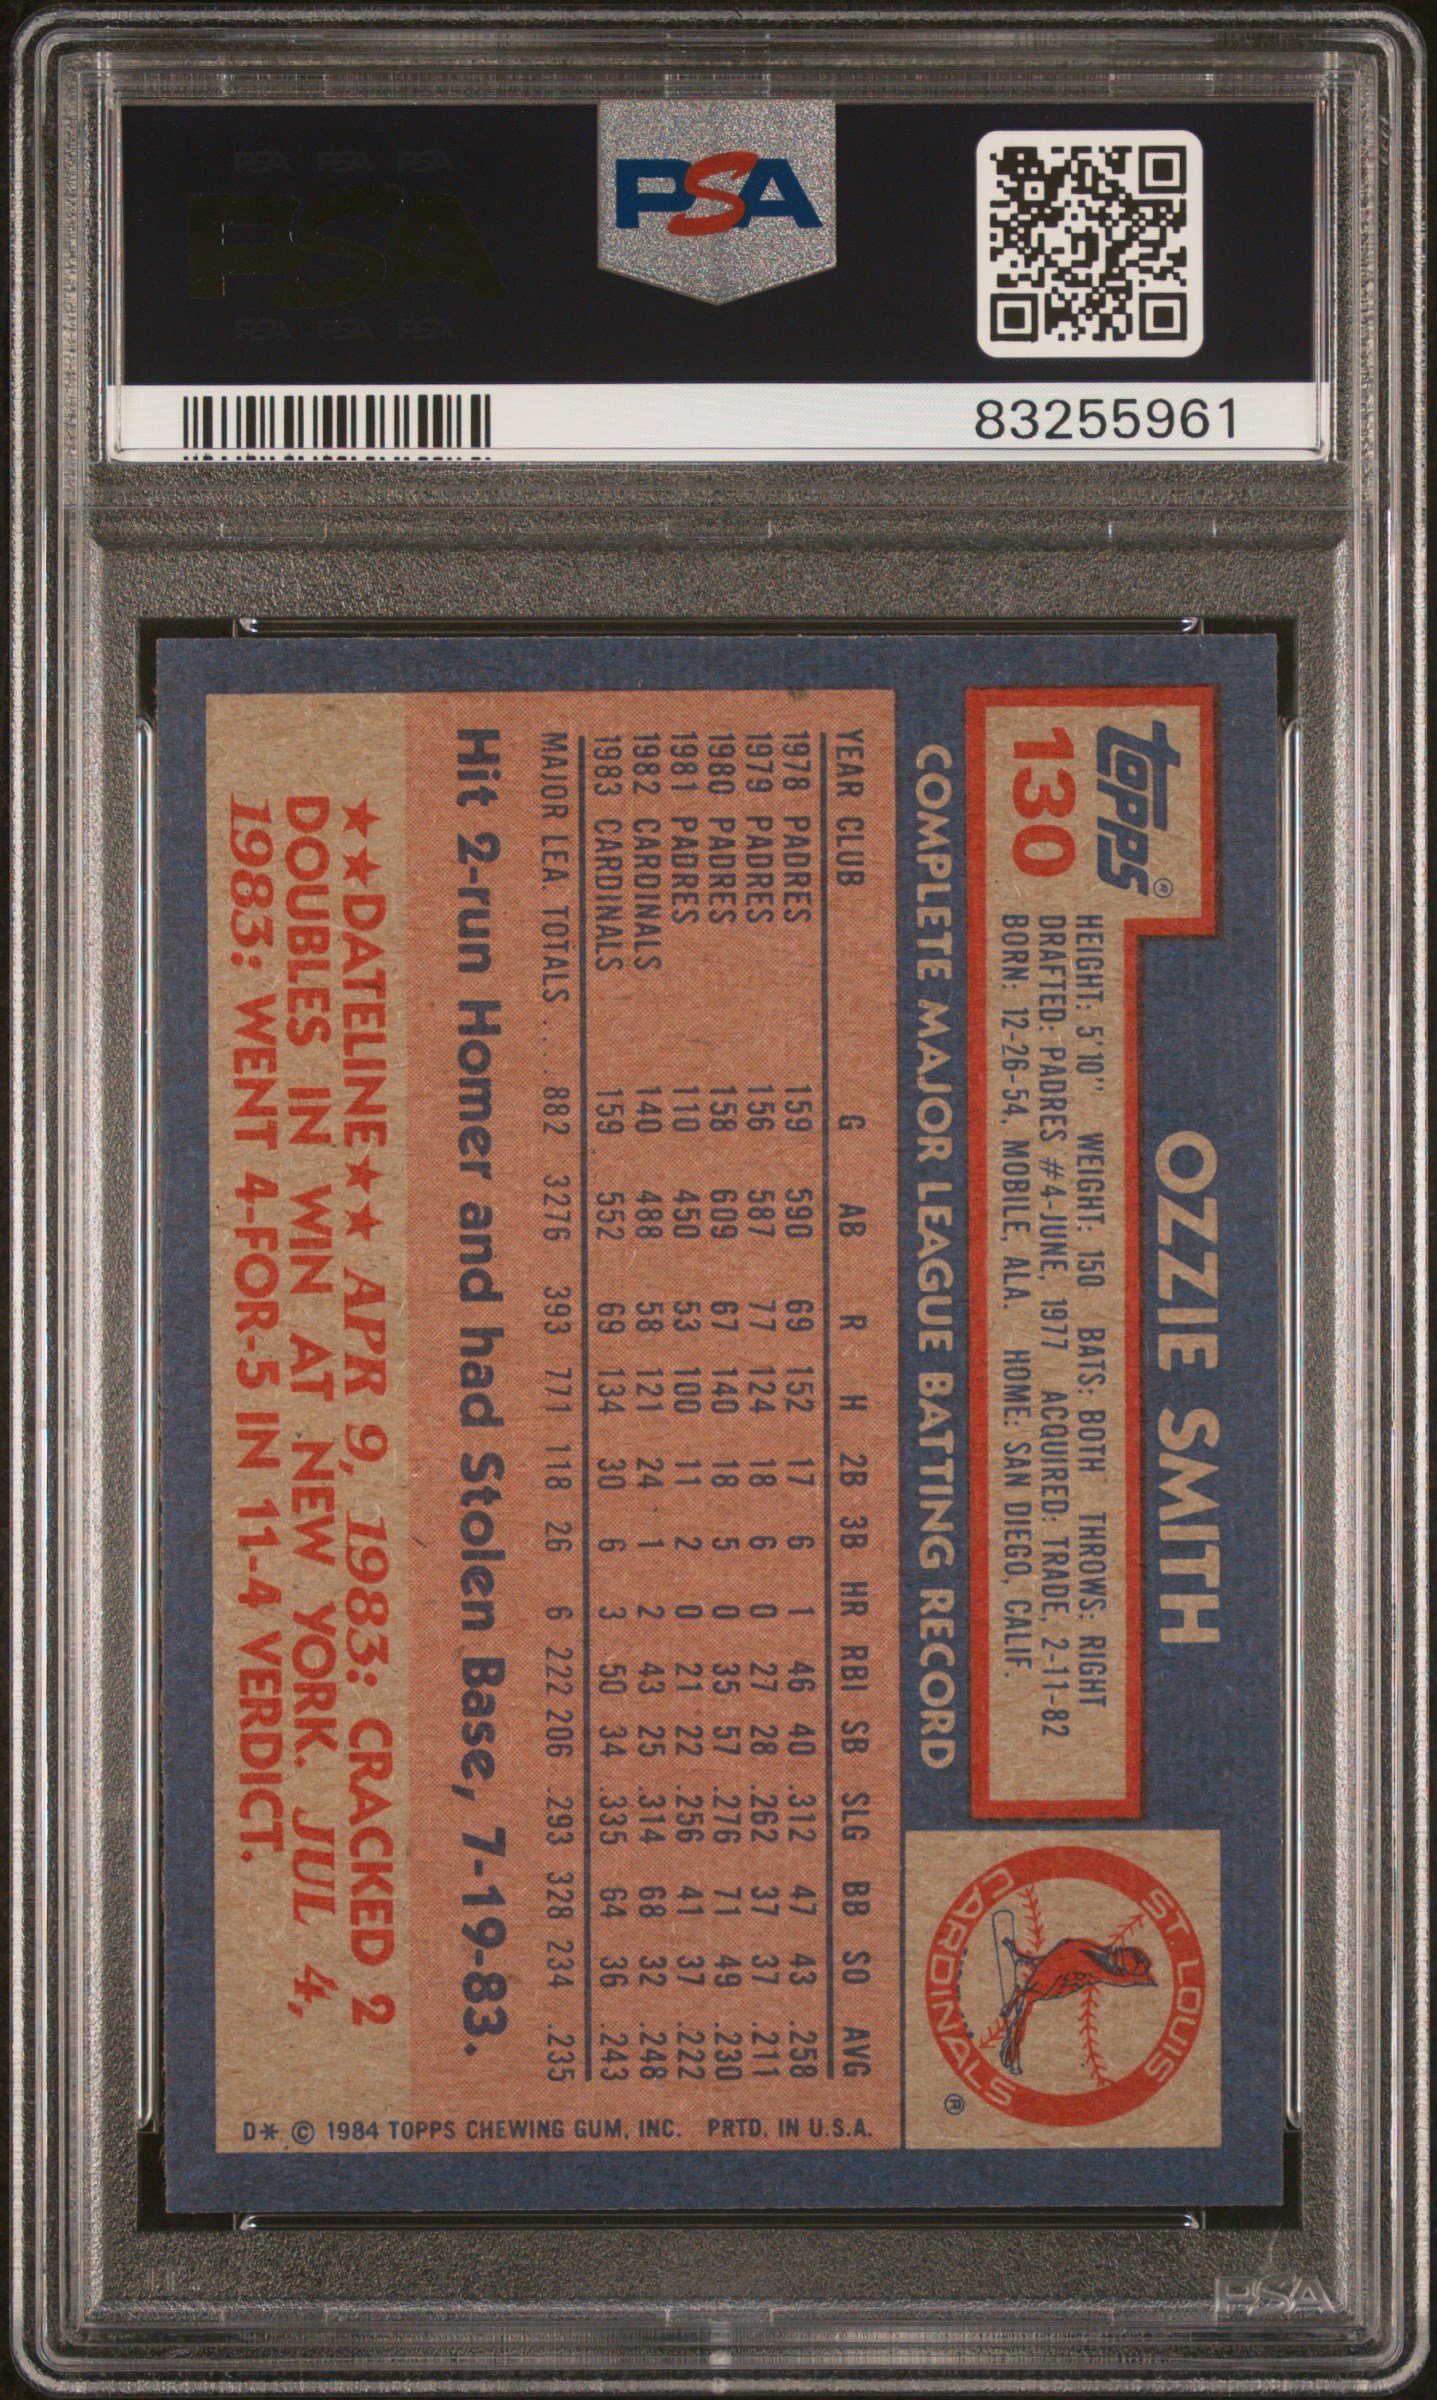 PSA PSA PSA
PSA
PSA PSA PSA
PSA
83255961
OZZIE SMITH
topps®
130
HEIGHT: 5'10" WEIGHT: 150 BATS: BOTH THROWS: RIGHT
DRAFTED: PADRES #4-JUNE, 1977 ACQUIRED: TRADE, 2-11-82
BORN: 12-26-54, MOBILE, ALA. HOME: SAN DIEGO, CALIF.
ST. LOUIS
CARDINALS
®
COMPLETE MAJOR LEAGUE BATTING RECORD
YEAR CLUB G AB R H 2B 3B HR RBI SB SLG BB SO AVG
1978 PADRES 159 590 69 152 17 6 1 46 40 .312 47 43 .258
1979 PADRES 156 587 77 124 18 6 0 27 28 .262 37 37 .211
1980 PADRES 158 609 67 140 18 5 0 35 57 .276 71 49 .230
1981 PADRES 110 450 53 100 11 2 0 21 22 .256 41 37 .222
1982 CARDINALS 140 488 58 121 24 1 2 43 25 .314 68 32 .248
1983 CARDINALS 159 552 69 134 30 6 3 50 34 .335 64 36 .243
MAJOR LEA. TOTALS .... 882 3276 393 771 118 26 6 222 206 .293 328 234 .235
Hit 2-run Homer and had Stolen Base, 7-19-83.
★★DATELINE★★ APR 9, 1983: CRACKED 2
DOUBLES IN WIN AT NEW YORK. JUL 4,
1983: WENT 4-FOR-5 IN 11-4 VERDICT.
D* © 1984 TOPPS CHEWING GUM, INC. PRTD. IN U.S.A.
PSA